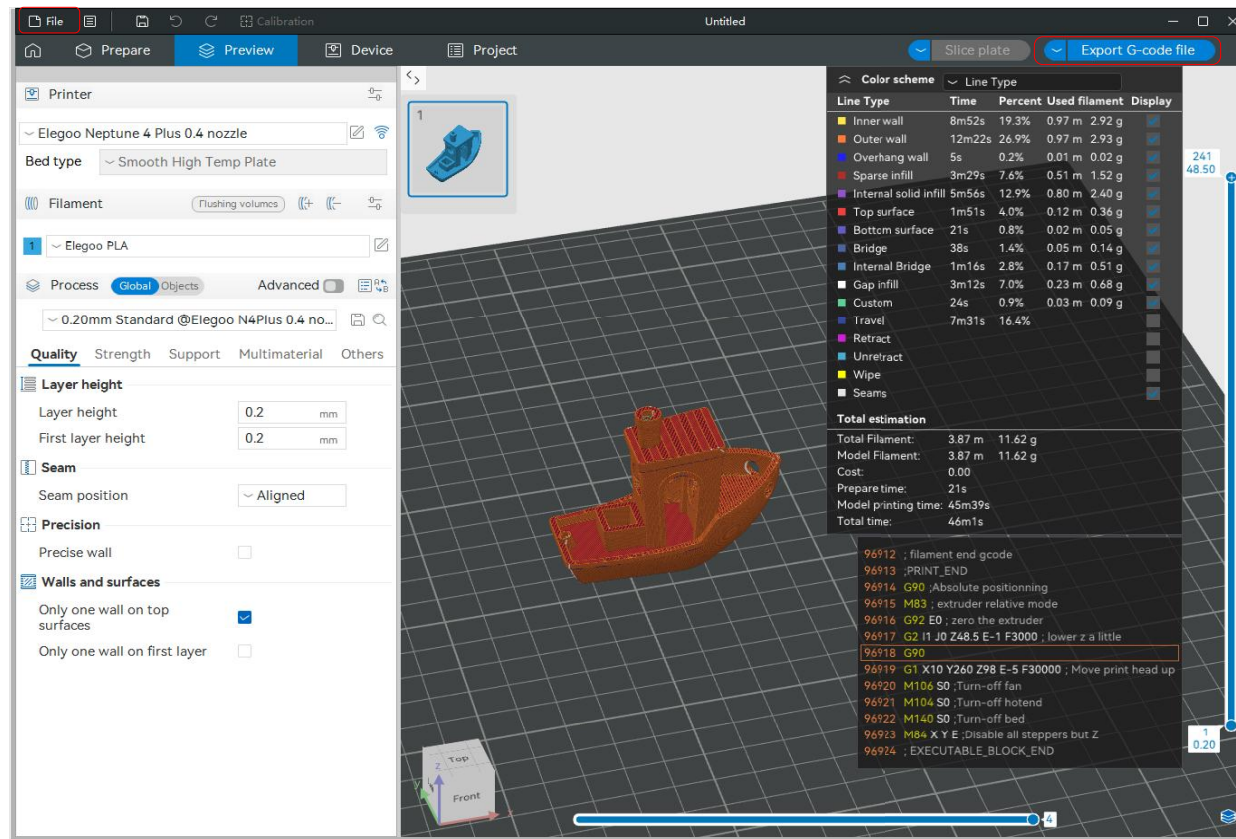 File Calibration Untitled
Prepare Preview Device Project Slice plate Export G-code file
Printer
Elegoo Neptune 4 Plus 0.4 nozzle
Bed type Smooth High Temp Plate
Filament Flushing volumes
1 Elegoo PLA
Process Global Objects Advanced
0.20mm Standard @Elegoo N4Plus 0.4 no...
Quality Strength Support Multimaterial Others
Layer height
Layer height 0.2 mm
First layer height 0.2 mm
Seam
Seam position Aligned
Precision
Precise wall
Walls and surfaces
Only one wall on top
surfaces
Only one wall on first layer
1
Color scheme Line Type
Line Type Time Percent Used filament Display
Inner wall 8m52s 19.3% 0.97 m 2.92 g
Outer wall 12m22s 26.9% 0.97 m 2.93 g
Overhang wall 5s 0.2% 0.01 m 0.02 g
Sparse infill 3m29s 7.6% 0.51 m 1.52 g
Internal solid infill 5m56s 12.9% 0.80 m 2.40 g
Top surface 1m51s 4.0% 0.12 m 0.36 g
Bottom surface 21s 0.8% 0.02 m 0.05 g
Bridge 38s 1.4% 0.05 m 0.14 g
Internal Bridge 1m16s 2.8% 0.17 m 0.51 g
Gap infill 3m12s 7.0% 0.23 m 0.68 g
Custom 24s 0.9% 0.03 m 0.09 g
Travel 7m31s 16.4%
Retract
Unretract
Wipe
Seams
Total estimation
Total Filament: 3.87 m 11.62 g
Model Filament: 3.87 m 11.62 g
Cost: 0.00
Prepare time: 21s
Model printing time: 45m39s
Total time: 46m1s
96912 ; filament end gcode
96913 ;PRINT_END
96914 G90 ;Absolute positionning
96915 M83 ; extruder relative mode
96916 G92 E0 ; zero the extruder
96917 G2 I1 J0 Z48.5 E-1 F3000 ; lower z a little
96918 G90
96919 G1 X10 Y260 Z98 E-5 F30000 ; Move print head up
96920 M106 S0 ;Turn-off fan
96921 M104 S0 ;Turn-off hotend
96922 M140 S0 ;Turn-off bed
96923 M84 X Y E ;Disable all steppers but Z
96924 ; EXECUTABLE_BLOCK_END
241
48.50
1
0.20
Top
Front
Z
Y
X
4